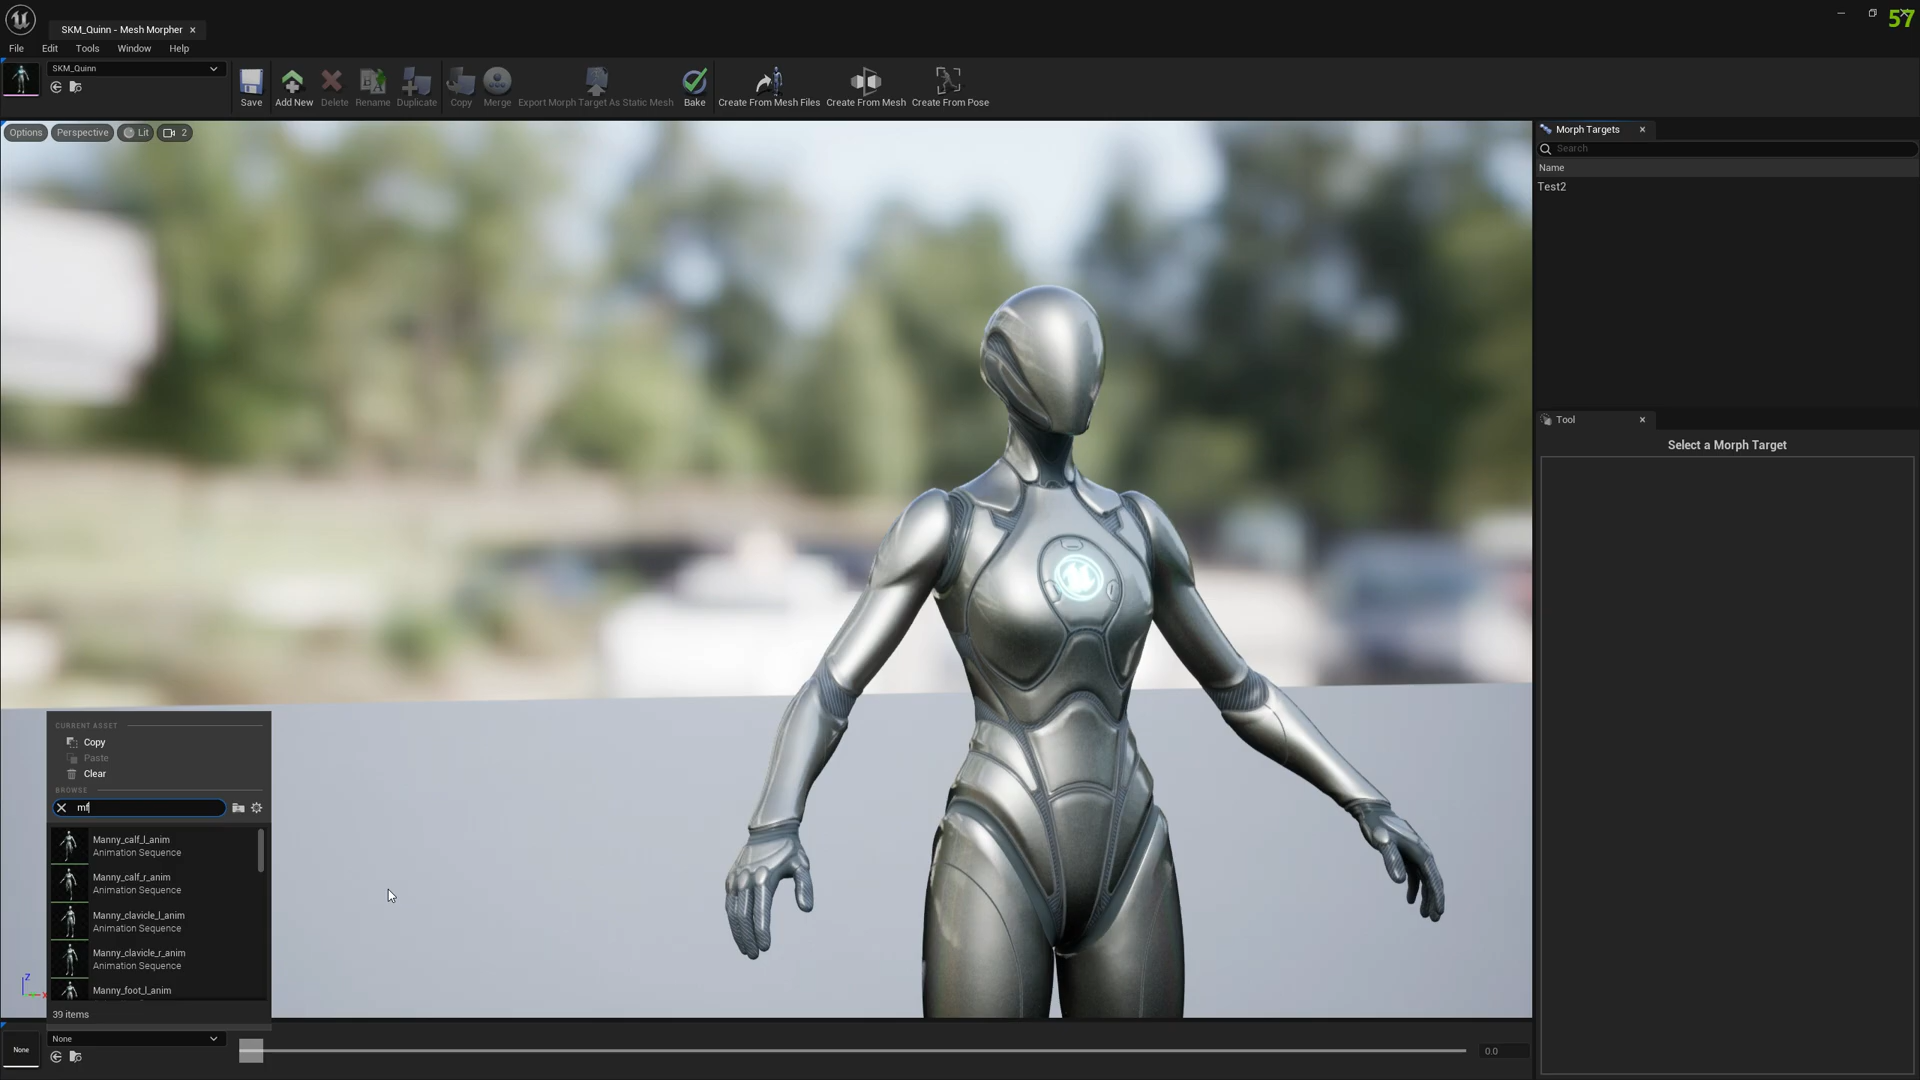 SKM_Quinn - Mesh Morpher
57
File Edit Tools Window Help
SKM_Quinn
Save
Add New
Delete
Rename
Duplicate
Copy
Merge
Export Morph Target As Static Mesh
Bake
Create From Mesh Files
Create From Mesh
Create From Pose
Options
Perspective
Lit
2
Morph Targets
Search
Name
Test2
Tool
Select a Morph Target
CURRENT ASSET
Copy
Paste
Clear
BROWSE
mf
Manny_calf_l_anim
Animation Sequence
Manny_calf_r_anim
Animation Sequence
Manny_clavicle_l_anim
Animation Sequence
Manny_clavicle_r_anim
Animation Sequence
Manny_foot_l_anim
39 items
Z
X
None
None
0.0